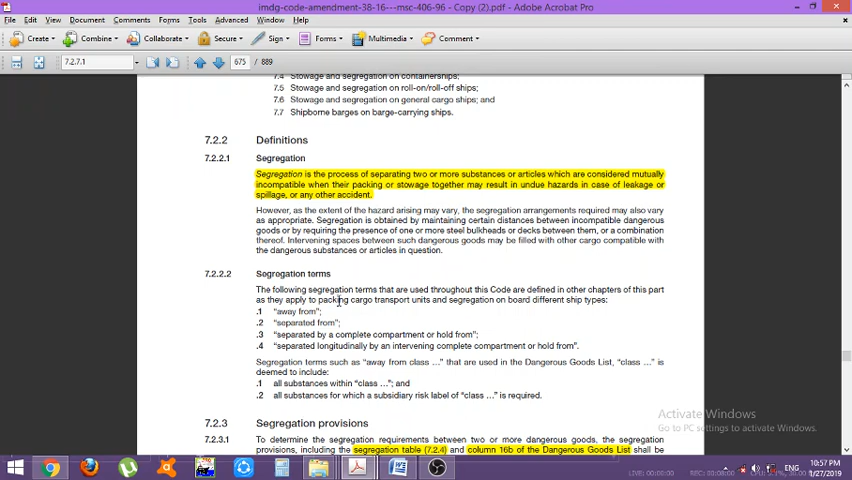 imdg-code-amendment-38-16---msc-406-96 - Copy (2).pdf - Adobe Acrobat Pro
File Edit View Window Document Comments Forms Tools Advanced Window Help
Create Combine Collaborate Secure Sign Forms Multimedia Comment
7.2.7.1 675 / 889
7.4 Stowage and segregation on containerships;
7.5 Stowage and segregation on roll-on/roll-off ships;
7.6 Stowage and segregation on general cargo ships; and
7.7 Shipborne barges on barge-carrying ships.
7.2.2 Definitions
7.2.2.1 Segregation
Segregation is the process of separating two or more substances or articles which are considered mutually
incompatible when their packing or stowage together may result in undue hazards in case of leakage or
spillage, or any other accident.
However, as the extent of the hazard arising may vary, the segregation arrangements required may also vary
as appropriate. Segregation is obtained by maintaining certain distances between incompatible dangerous
goods or by requiring the presence of one or more steel bulkheads or decks between them, or a combination
thereof. Intervening spaces between such dangerous goods may be filled with other cargo compatible with
the dangerous substances or articles in question.
7.2.2.2 Segregation terms
The following segregation terms that are used throughout this Code are defined in other chapters of this part
as they apply to packing cargo transport units and segregation on board different ship types:
.1 "away from";
.2 "separated from";
.3 "separated by a complete compartment or hold from";
.4 "separated longitudinally by an intervening complete compartment or hold from".
Segregation terms such as "away from class ..." that are used in the Dangerous Goods List, "class ..." is
deemed to include:
.1 all substances within "class ..."; and
.2 all substances for which a subsidiary risk label of "class ..." is required.
7.2.3 Segregation provisions
7.2.3.1 To determine the segregation requirements between two or more dangerous goods, the segregation
provisions, including the segregation table (7.2.4) and column 16b of the Dangerous Goods List shall be
Activate Windows
Go to PC settings to activate Windows.
10:57 PM
ENG
1/27/2019